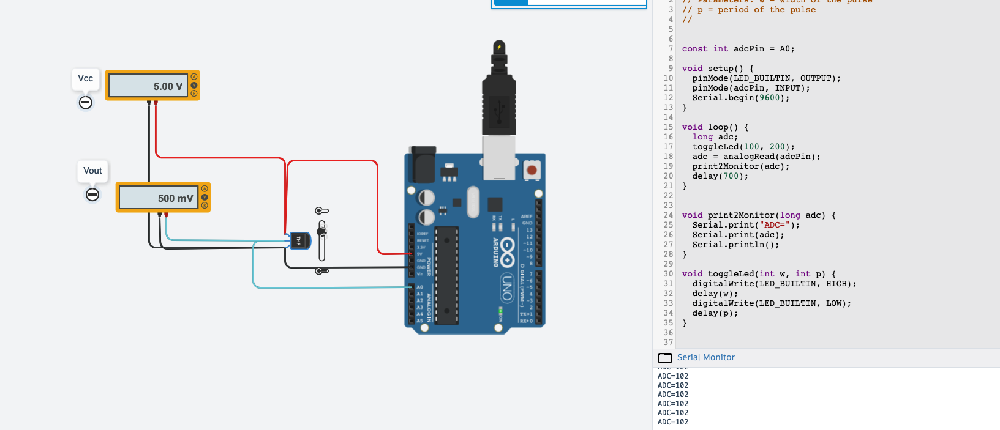 Vcc
5.00 V
A
V
R
Vout
500 mV
A
V
R
TMP
IOREF
RESET
3.3V
5V
GND
GND
Vin
POWER
A0
A1
A2
A3
A4
A5
ANALOG IN
AREF
GND
13
12
~11
~10
~9
8
7
~6
~5
4
~3
2
TX→1
RX←0
DIGITAL (PWM~)
RX
TX
L
ARDUINO
UNO
ON
2 // Parameters: w = width of the pulse
3 // p = period of the pulse
4 //
5
6
7 const int adcPin = A0;
8
9 void setup() {
10 pinMode(LED_BUILTIN, OUTPUT);
11 pinMode(adcPin, INPUT);
12 Serial.begin(9600);
13 }
14
15 void loop() {
16 long adc;
17 toggleLed(100, 200);
18 adc = analogRead(adcPin);
19 print2Monitor(adc);
20 delay(700);
21 }
22
23
24 void print2Monitor(long adc) {
25 Serial.print("ADC=");
26 Serial.print(adc);
27 Serial.println();
28 }
29
30 void toggleLed(int w, int p) {
31 digitalWrite(LED_BUILTIN, HIGH);
32 delay(w);
33 digitalWrite(LED_BUILTIN, LOW);
34 delay(p);
35 }
36
37
Serial Monitor
ADC=102
ADC=102
ADC=102
ADC=102
ADC=102
ADC=102
ADC=102